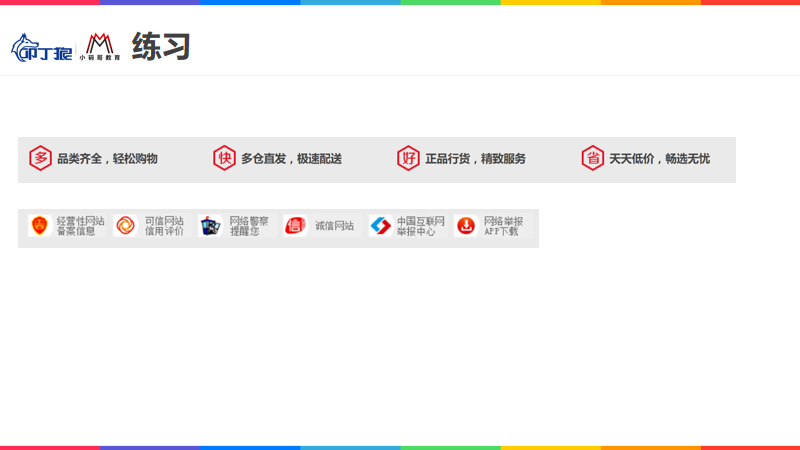 叩丁狼 小码哥教育 练习
多 品类齐全，轻松购物 快 多仓直发，极速配送 好 正品行货，精致服务 省 天天低价，畅选无忧
经营性网站 可信网站 网络警察 信 诚信网站 中国互联网 网络举报
备案信息 信用评价 提醒您 举报中心 APP下载